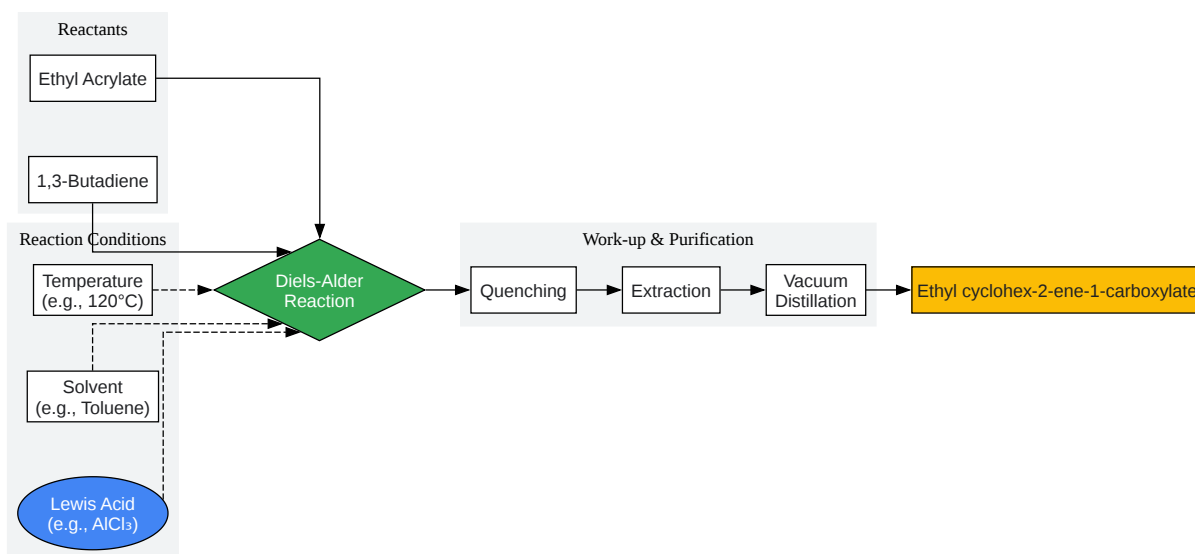 Reactants
Ethyl Acrylate
1,3-Butadiene
Reaction Conditions
Temperature
(e.g., 120°C)
Solvent
(e.g., Toluene)
Lewis Acid
(e.g., AlCl₃)
Diels-Alder
Reaction
Work-up & Purification
Quenching
Extraction
Vacuum
Distillation
Ethyl cyclohex-2-ene-1-carboxylate